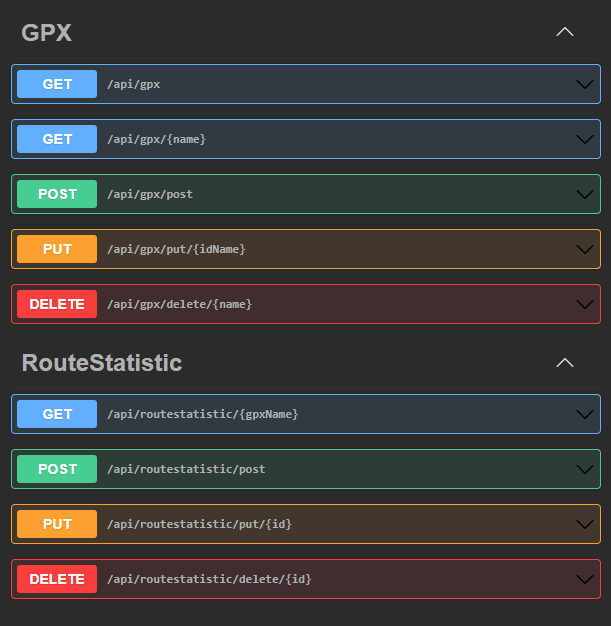 GPX
GET /api/gpx
GET /api/gpx/{name}
POST /api/gpx/post
PUT /api/gpx/put/{idName}
DELETE /api/gpx/delete/{name}
RouteStatistic
GET /api/routestatistic/{gpxName}
POST /api/routestatistic/post
PUT /api/routestatistic/put/{id}
DELETE /api/routestatistic/delete/{id}